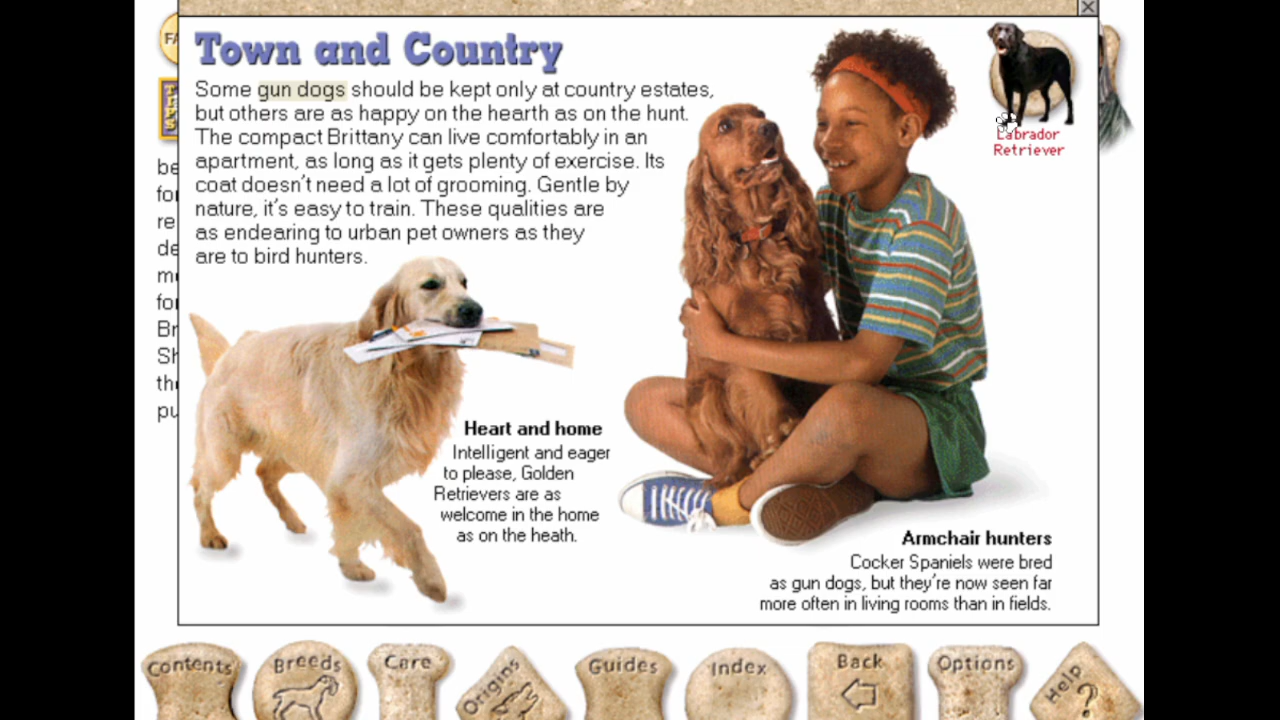 Town and Country
Some gun dogs should be kept only at country estates,
but others are as happy on the hearth as on the hunt.
The compact Brittany can live comfortably in an
apartment, as long as it gets plenty of exercise. Its
coat doesn't need a lot of grooming. Gentle by
nature, it's easy to train. These qualities are
as endearing to urban pet owners as they
are to bird hunters.
Labrador
Retriever
Heart and home
Intelligent and eager
to please, Golden
Retrievers are as
welcome in the home
as on the heath.
Armchair hunters
Cocker Spaniels were bred
as gun dogs, but they're now seen far
more often in living rooms than in fields.
Contents
Breeds
Care
Origins
Guides
Index
Back
Options
Help
?